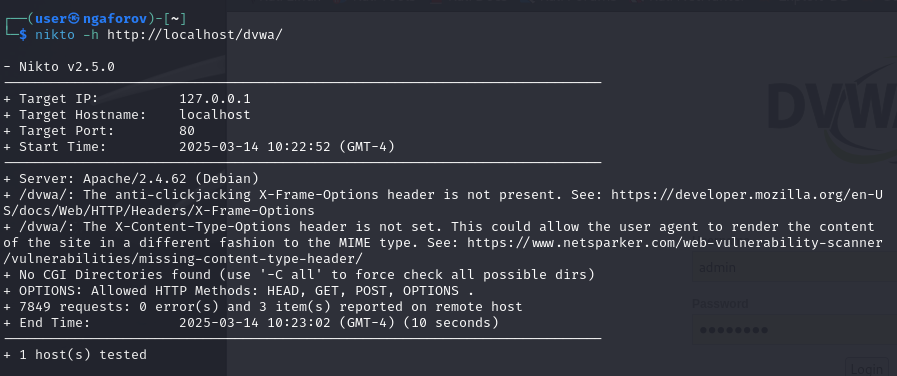 ┌──(user㉿ngaforov)-[~]
└─$ nikto -h http://localhost/dvwa/
- Nikto v2.5.0
+ Target IP: 127.0.0.1
+ Target Hostname: localhost
+ Target Port: 80
+ Start Time: 2025-03-14 10:22:52 (GMT-4)
+ Server: Apache/2.4.62 (Debian)
+ /dvwa/: The anti-clickjacking X-Frame-Options header is not present. See: https://developer.mozilla.org/en-U
S/docs/Web/HTTP/Headers/X-Frame-Options
+ /dvwa/: The X-Content-Type-Options header is not set. This could allow the user agent to render the content
of the site in a different fashion to the MIME type. See: https://www.netsparker.com/web-vulnerability-scanner
/vulnerabilities/missing-content-type-header/
+ No CGI Directories found (use '-C all' to force check all possible dirs)
+ OPTIONS: Allowed HTTP Methods: HEAD, GET, POST, OPTIONS .
+ 7849 requests: 0 error(s) and 3 item(s) reported on remote host
+ End Time: 2025-03-14 10:23:02 (GMT-4) (10 seconds)
+ 1 host(s) tested
DVWA
admin
Password
●●●●●●●●
Login